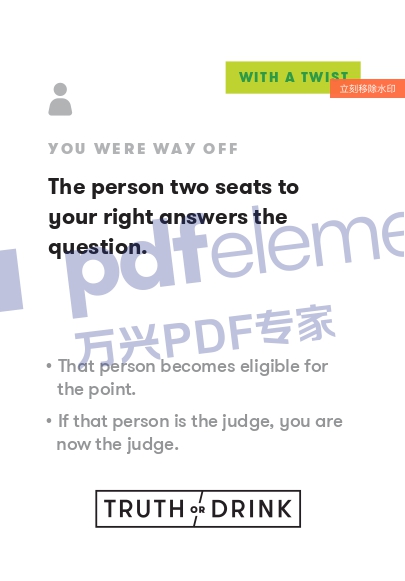 WITH A TWIST
立刻移除水印
YOU WERE WAY OFF
The person two seats to
your right answers the
question.
pdfeleme
万兴PDF专家
• That person becomes eligible for
the point.
• If that person is the judge, you are
now the judge.
TRUTH OR DRINK